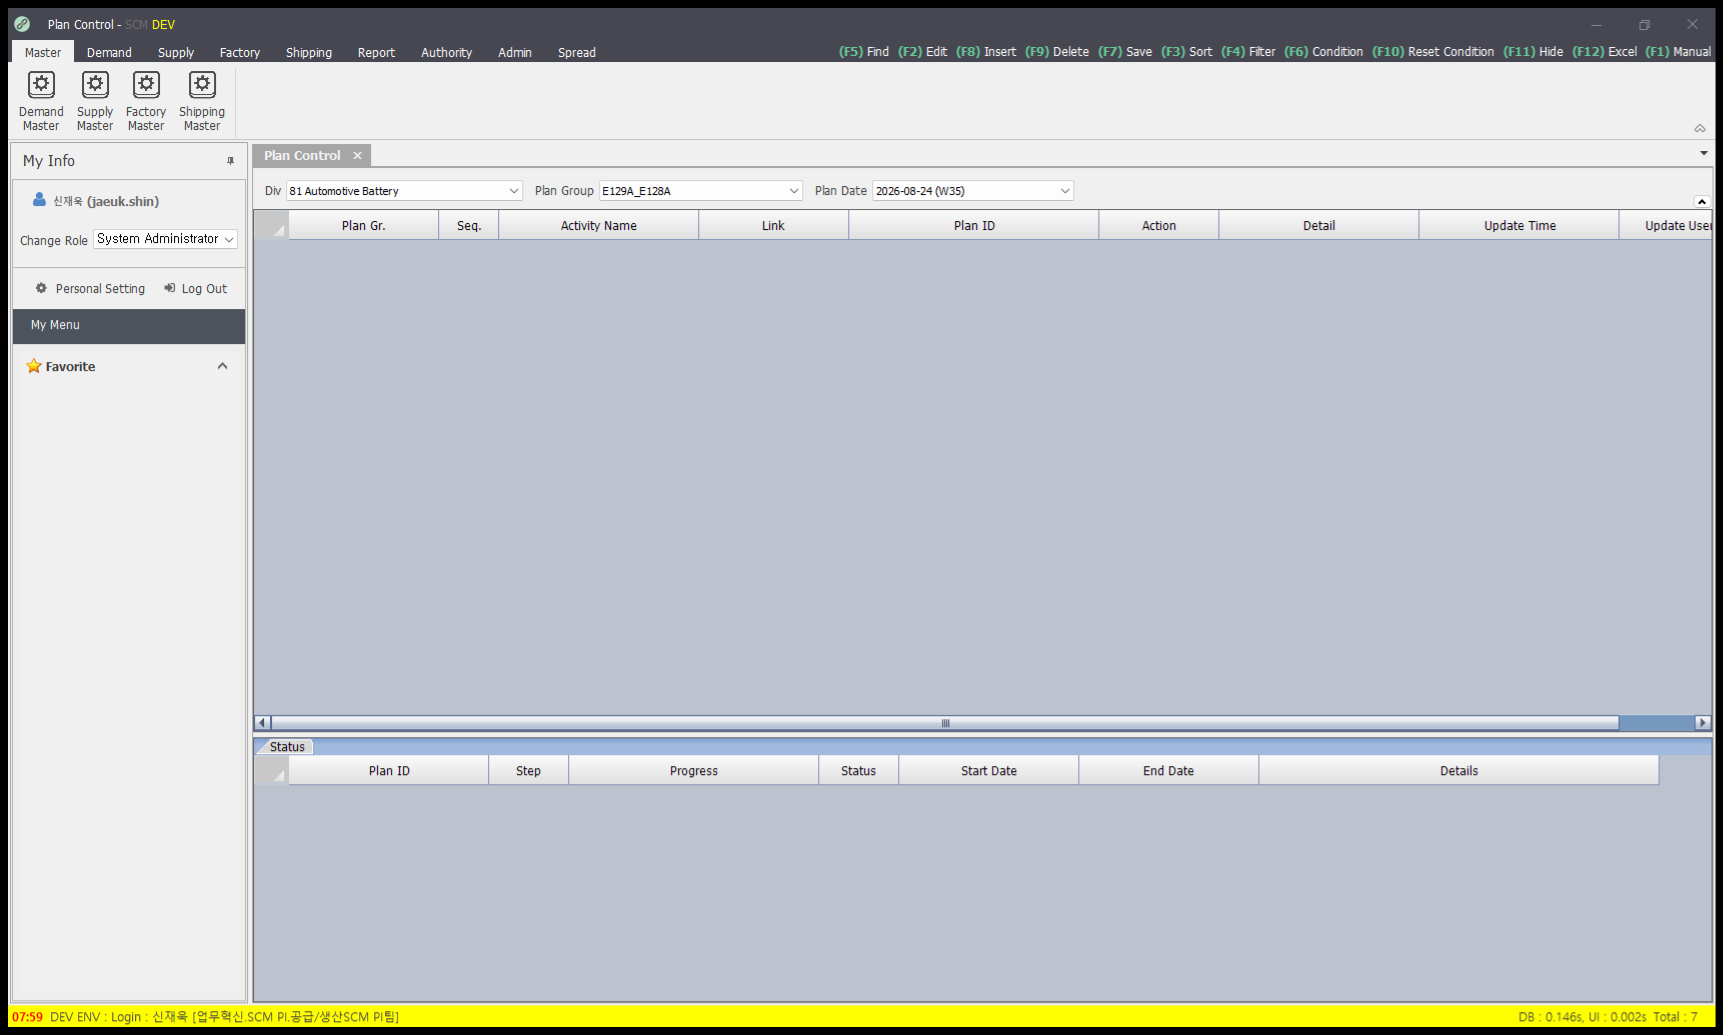 Plan Control - SCM DEV
Master Demand Supply Factory Shipping Report Authority Admin Spread (F5) Find (F2) Edit (F8) Insert (F9) Delete (F7) Save (F3) Sort (F4) Filter (F6) Condition (F10) Reset Condition (F11) Hide (F12) Excel (F1) Manual
Demand Master Supply Master Factory Master Shipping Master
My Info
신재욱 (jaeuk.shin)
Change Role System Administrator
Personal Setting Log Out
My Menu
Favorite
Plan Control
Div 81 Automotive Battery Plan Group E129A_E128A Plan Date 2026-08-24 (W35)
Plan Gr. Seq. Activity Name Link Plan ID Action Detail Update Time Update User
Status
Plan ID Step Progress Status Start Date End Date Details
07:59 DEV ENV : Login : 신재욱 [업무혁신.SCM PI.공급/생산SCM PI팀] DB : 0.146s, UI : 0.002s Total : 7